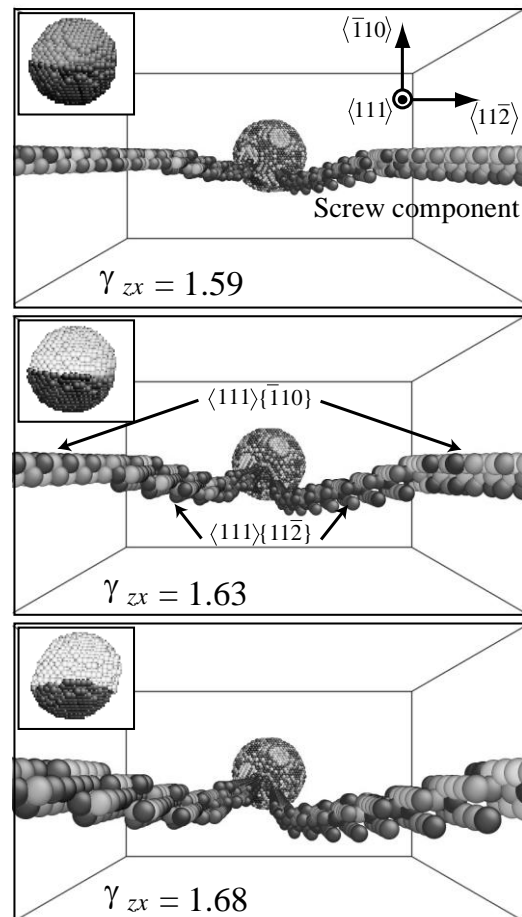 ⟨1̅10⟩
⟨111⟩
⟨112̅⟩
Screw component
γ zx = 1.59
⟨111⟩{1̅10}
⟨111⟩{112̅}
γ zx = 1.63
γ zx = 1.68